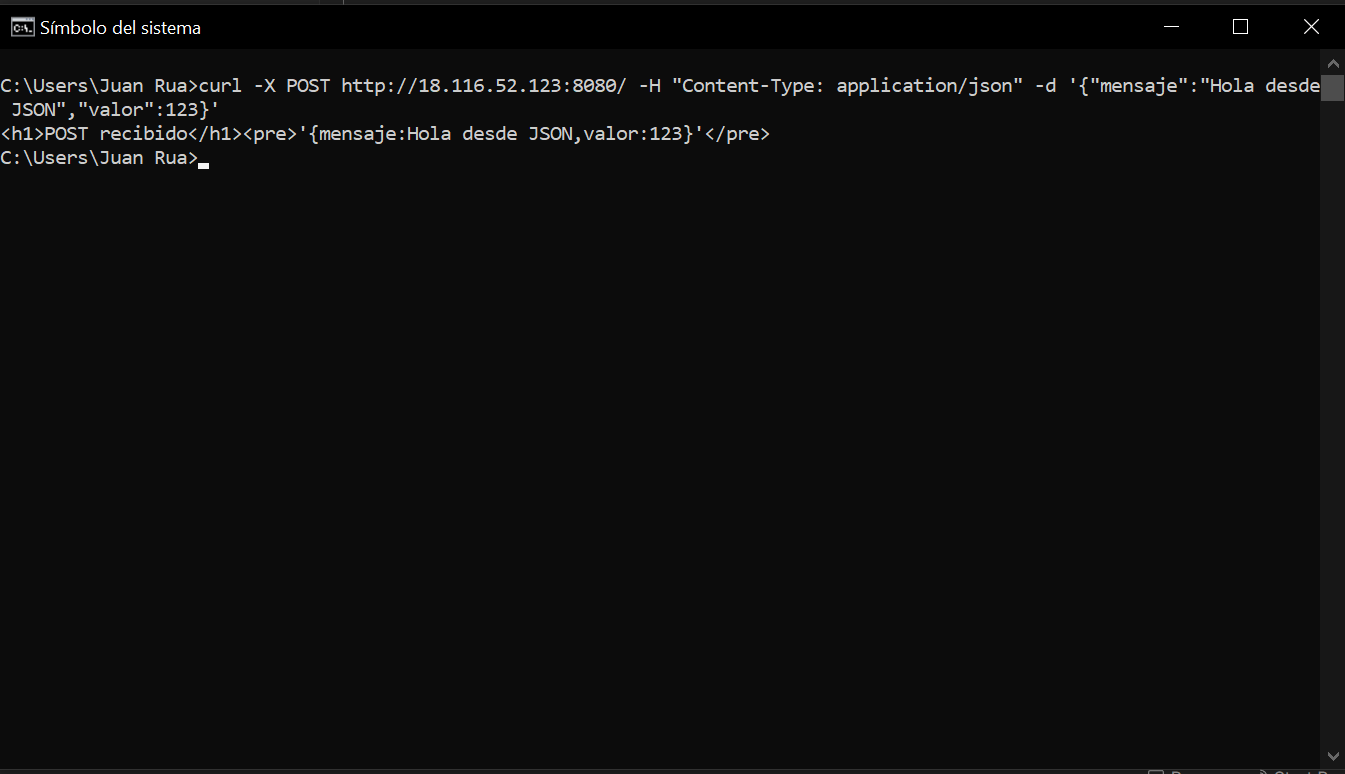 Símbolo del sistema
C:\Users\Juan Rua>curl -X POST http://18.116.52.123:8080/ -H "Content-Type: application/json" -d '{"mensaje":"Hola desde
JSON","valor":123}'
<h1>POST recibido</h1><pre>'{mensaje:Hola desde JSON,valor:123}'</pre>
C:\Users\Juan Rua>